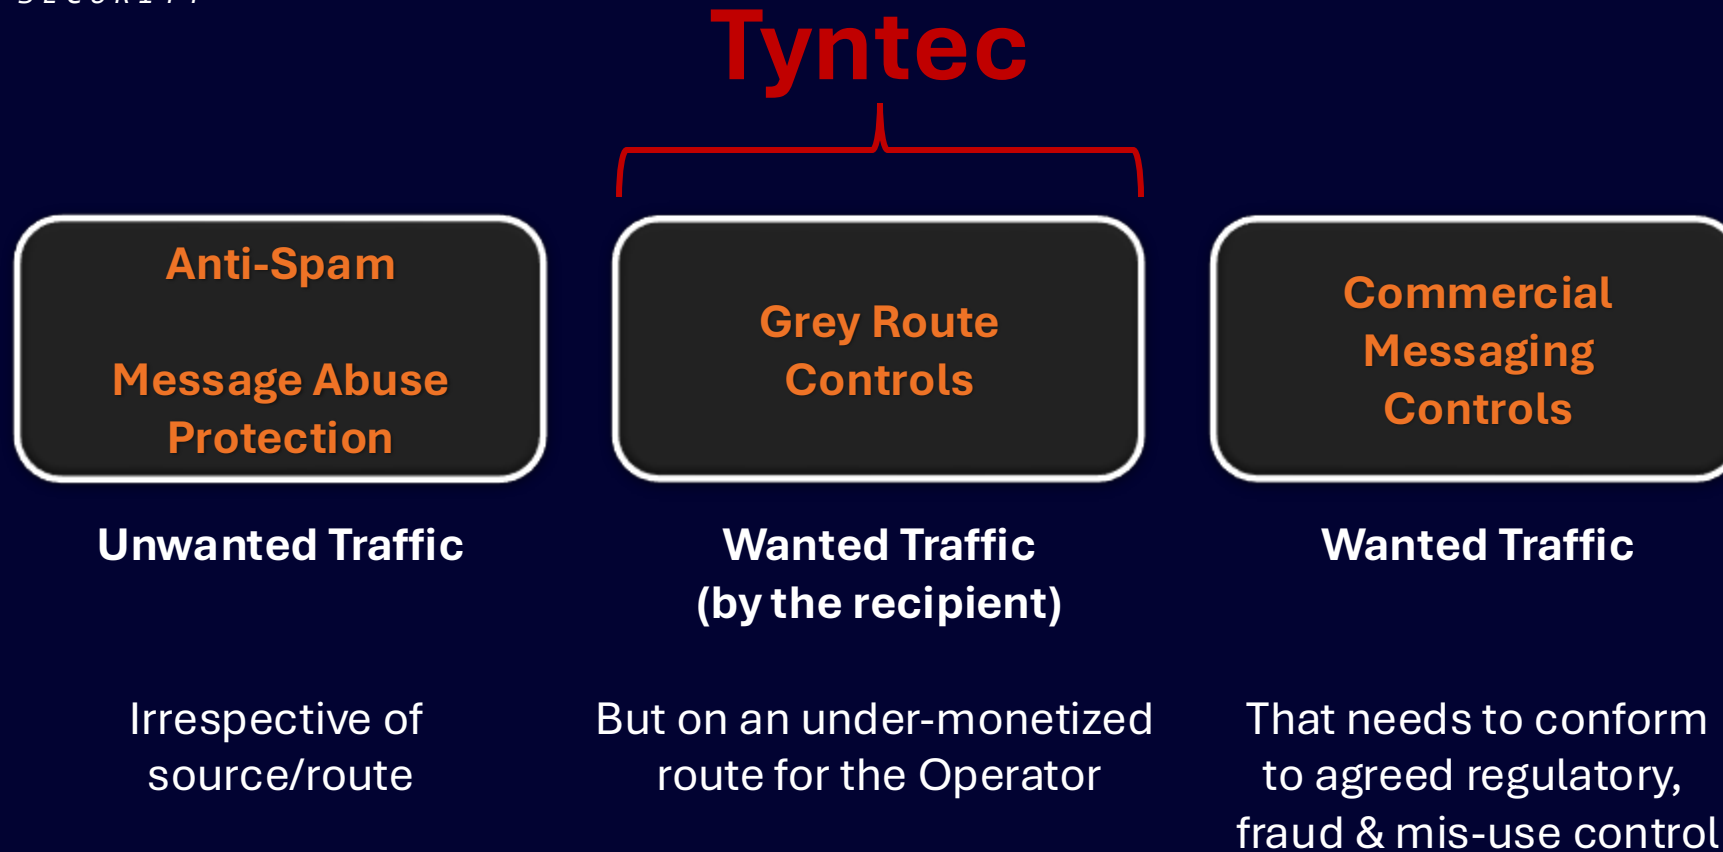 SECURITY
Tyntec
Anti-Spam
Message Abuse
Protection
Unwanted Traffic
Irrespective of
source/route
Grey Route
Controls
Wanted Traffic
(by the recipient)
But on an under-monetized
route for the Operator
Commercial
Messaging
Controls
Wanted Traffic
That needs to conform
to agreed regulatory,
fraud & mis-use control